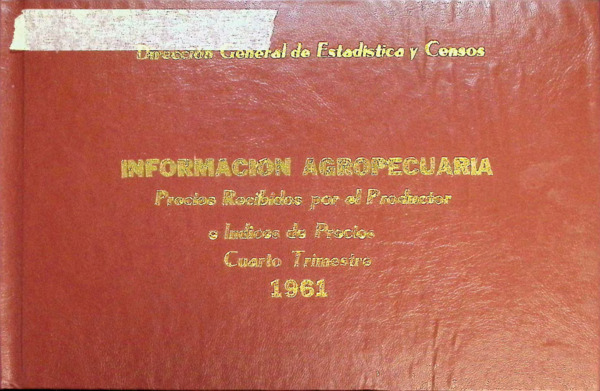 Dirección General de Estadística y Censos
INFORMACION AGROPECUARIA
Precios Recibidos por el Productor
e Indices de Precios
Cuarto Trimestre
1961